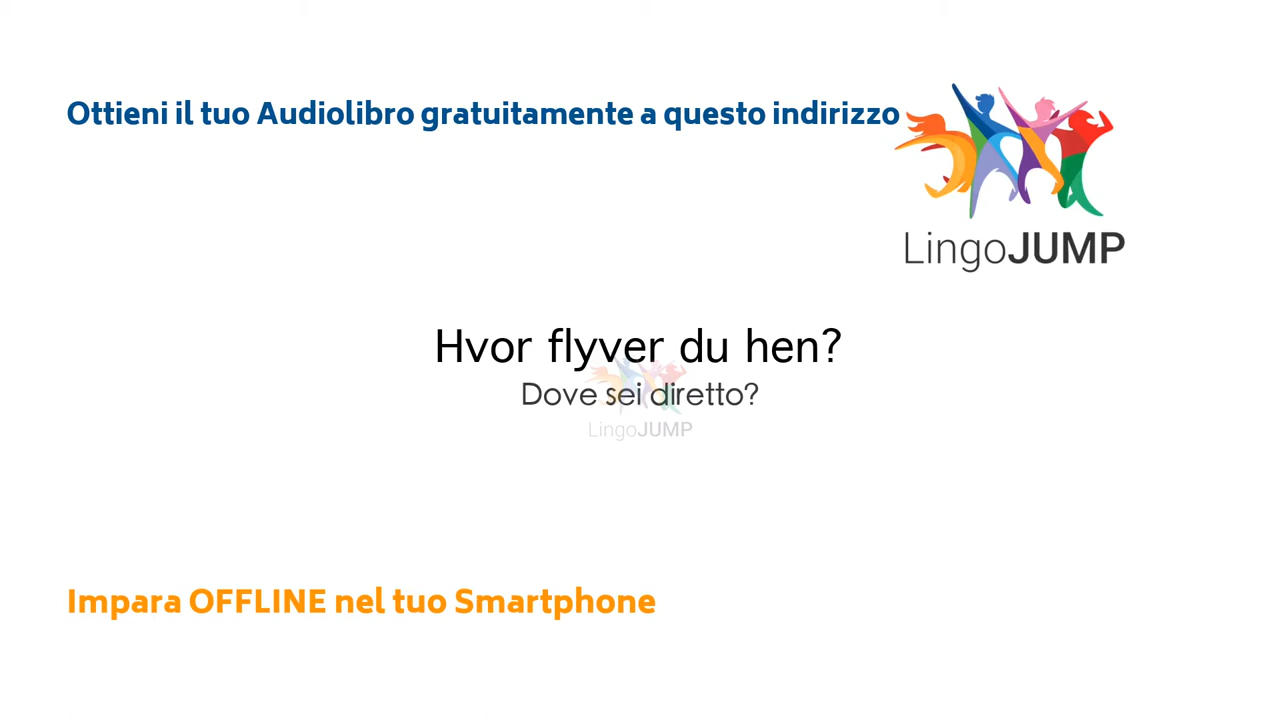 Ottieni il tuo Audiolibro gratuitamente a questo indirizzo
LingoJUMP
Hvor flyver du hen?
Dove sei diretto?
LingoJUMP
Impara OFFLINE nel tuo Smartphone